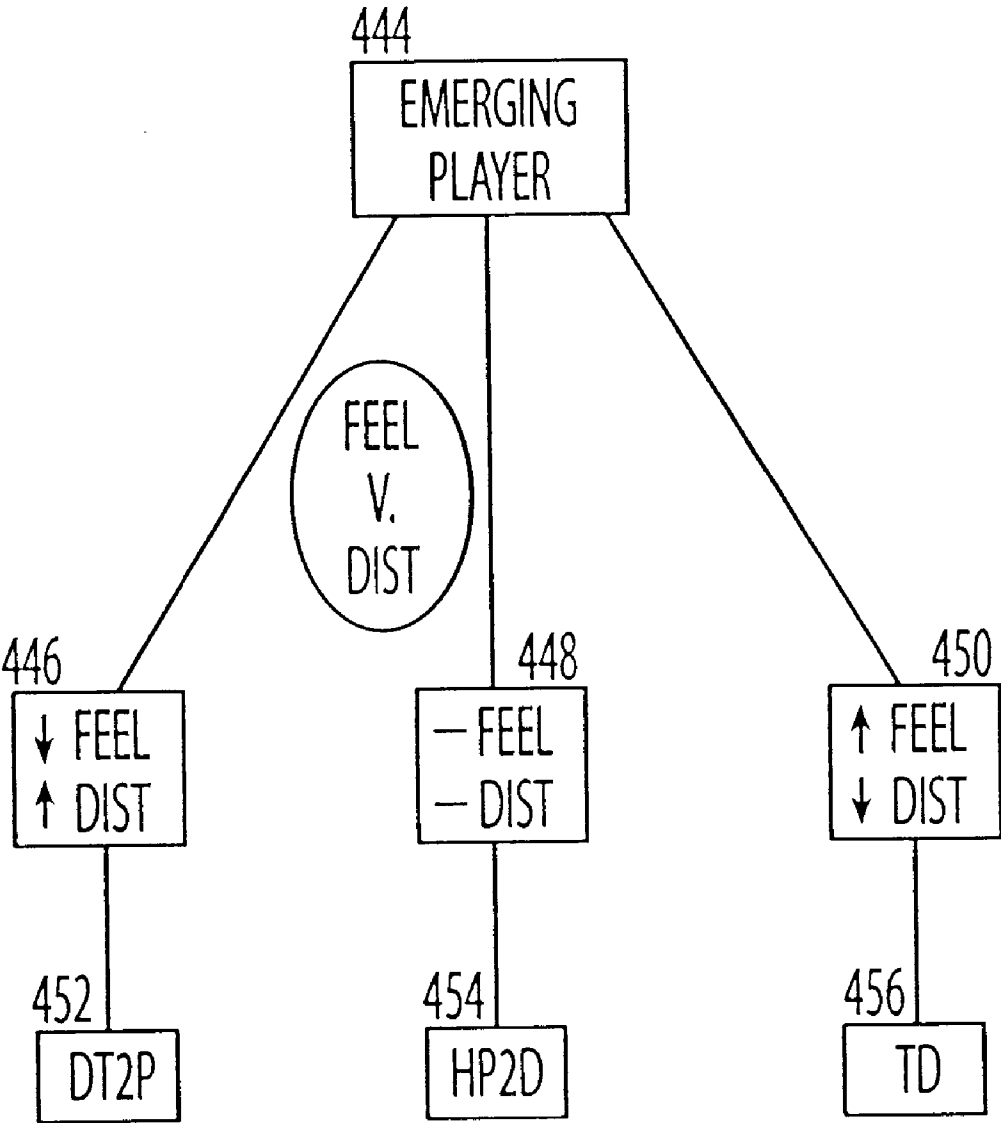 444
EMERGING
PLAYER
FEEL
V.
DIST
446
↓ FEEL
↑ DIST
448
— FEEL
— DIST
450
↑ FEEL
↓ DIST
452
DT2P
454
HP2D
456
TD